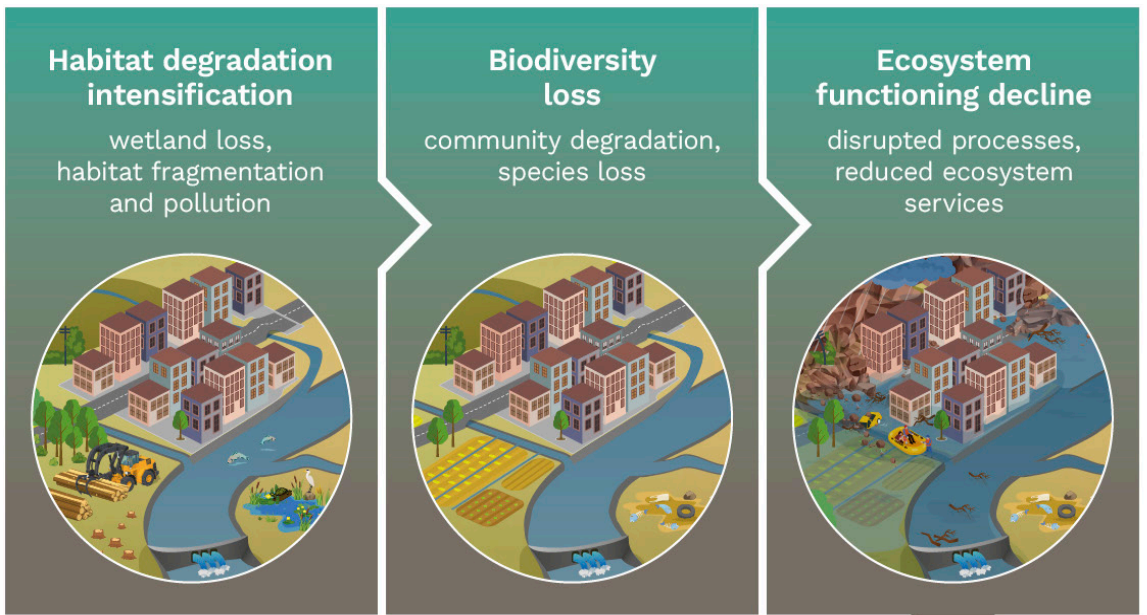 Habitat degradation
intensification
wetland loss,
habitat fragmentation
and pollution
Biodiversity
loss
community degradation,
species loss
Ecosystem
functioning decline
disrupted processes,
reduced ecosystem
services